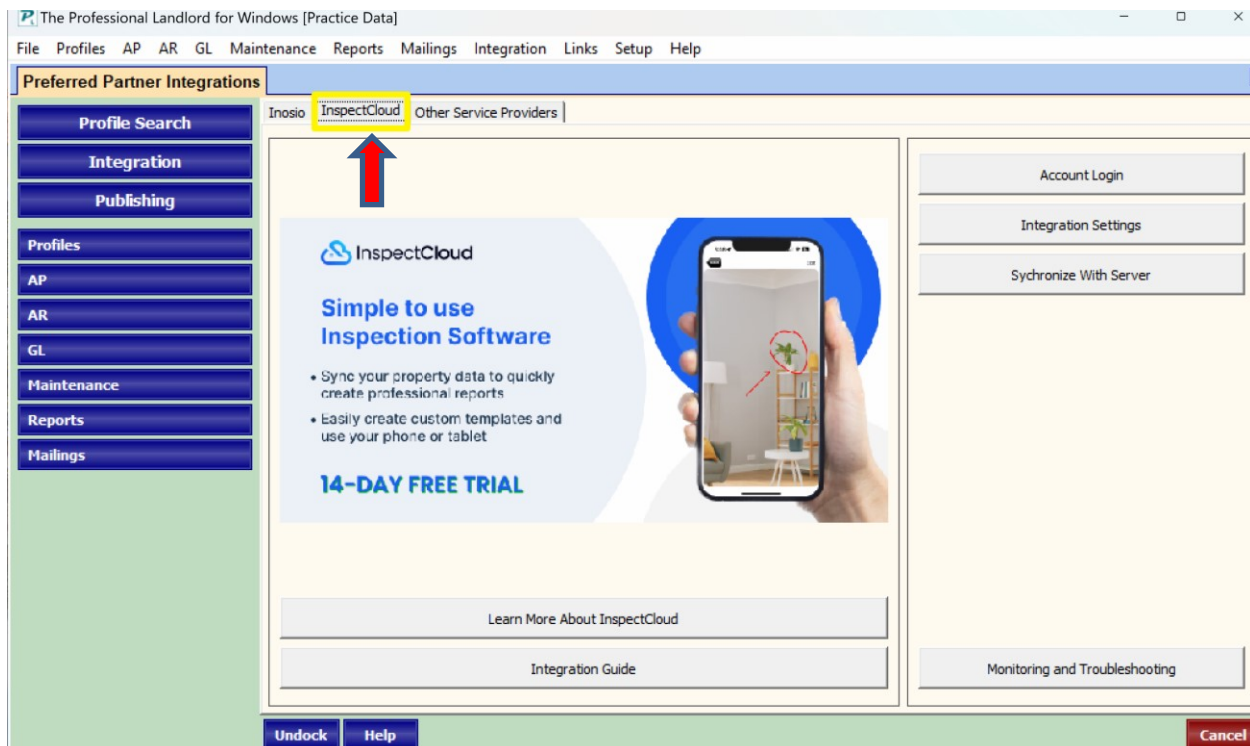 The Professional Landlord for Windows [Practice Data]
File Profiles AP AR GL Maintenance Reports Mailings Integration Links Setup Help
Preferred Partner Integrations
Profile Search
Integration
Publishing
Profiles
AP
AR
GL
Maintenance
Reports
Mailings
Inosio InspectCloud Other Service Providers
InspectCloud
Simple to use
Inspection Software
• Sync your property data to quickly
create professional reports
• Easily create custom templates and
use your phone or tablet
14-DAY FREE TRIAL
Learn More About InspectCloud
Integration Guide
Account Login
Integration Settings
Sychronize With Server
Monitoring and Troubleshooting
Undock Help Cancel